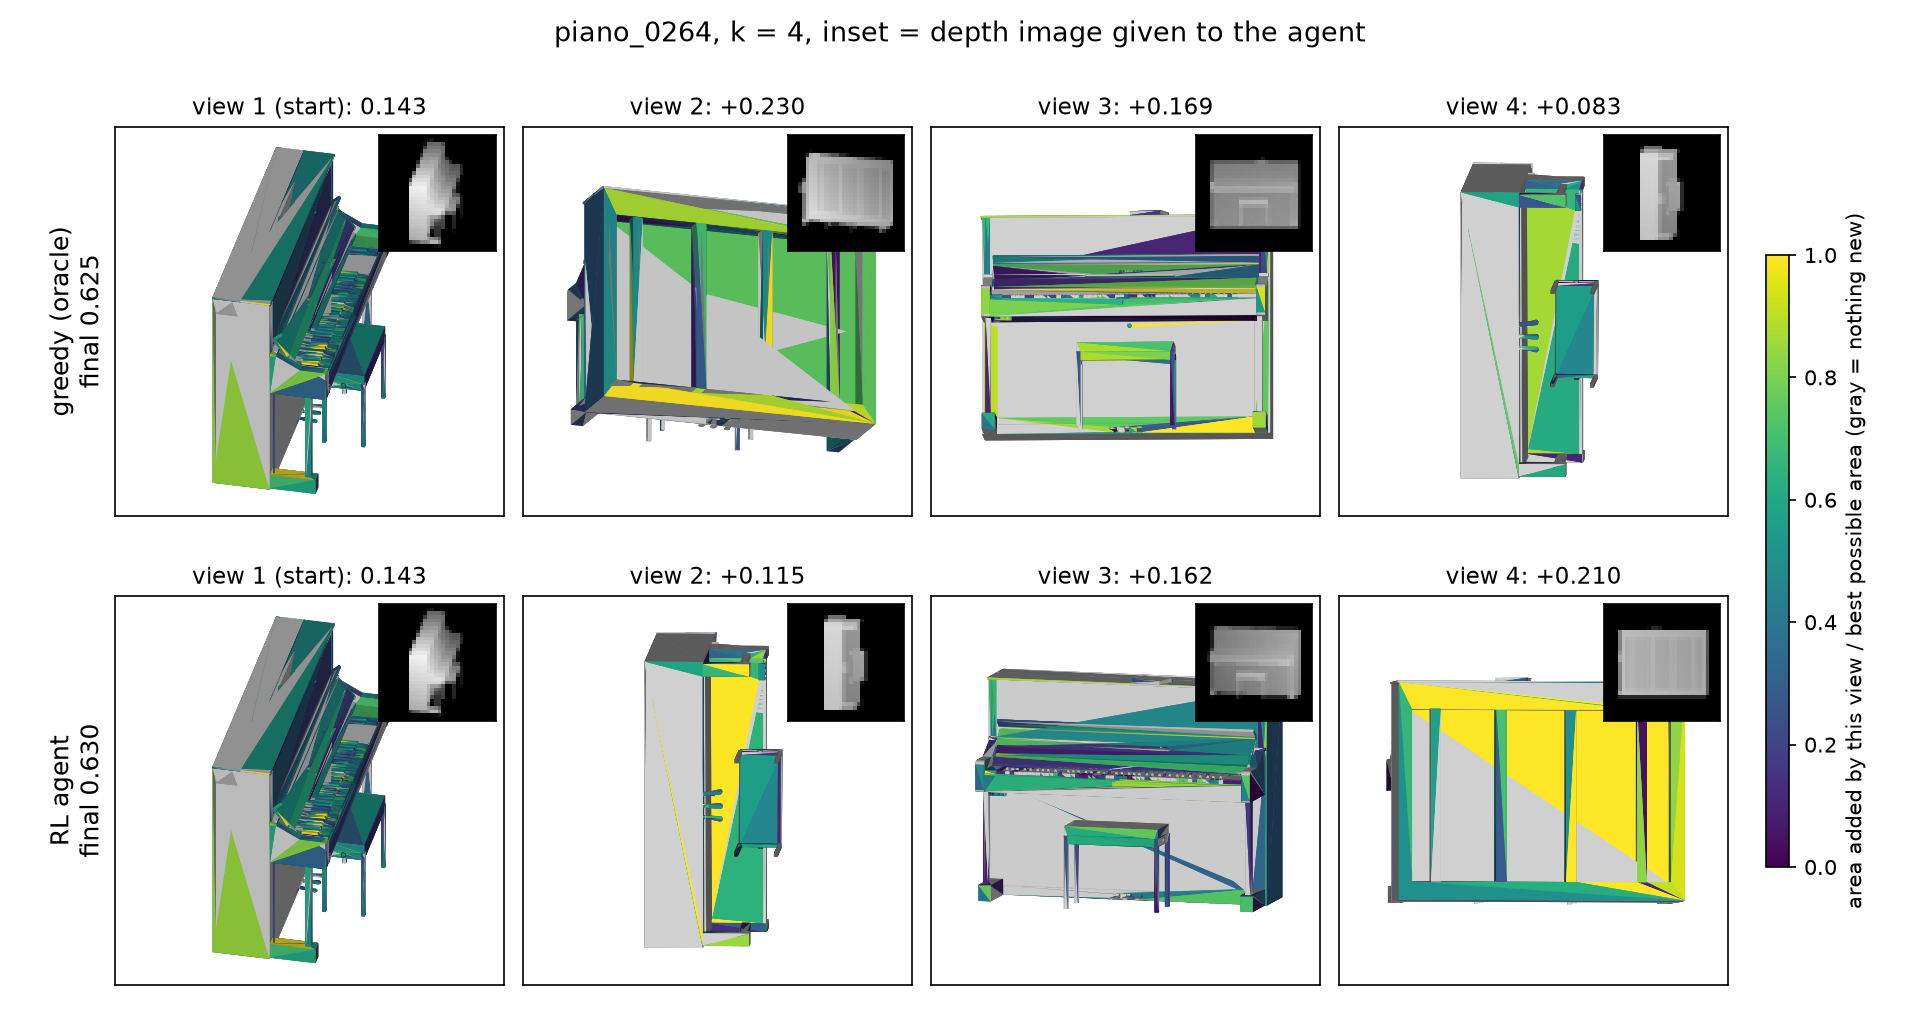 piano_0264, k = 4, inset = depth image given to the agent
view 1 (start): 0.143
view 2: +0.230
view 3: +0.169
view 4: +0.083
greedy (oracle)
final 0.625
view 1 (start): 0.143
view 2: +0.115
view 3: +0.162
view 4: +0.210
RL agent
final 0.630
1.0
0.8
0.6
0.4
0.2
0.0
area added by this view / best possible area (gray = nothing new)